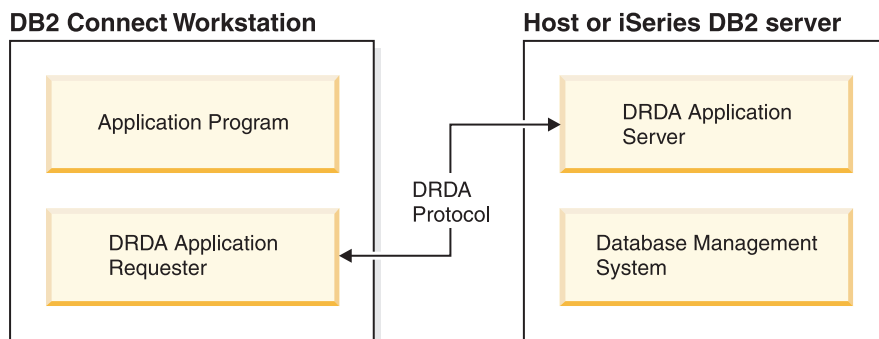 DB2 Connect Workstation
Application Program
DRDA Application
Requester
DRDA
Protocol
Host or iSeries DB2 server
DRDA Application
Server
Database Management
System